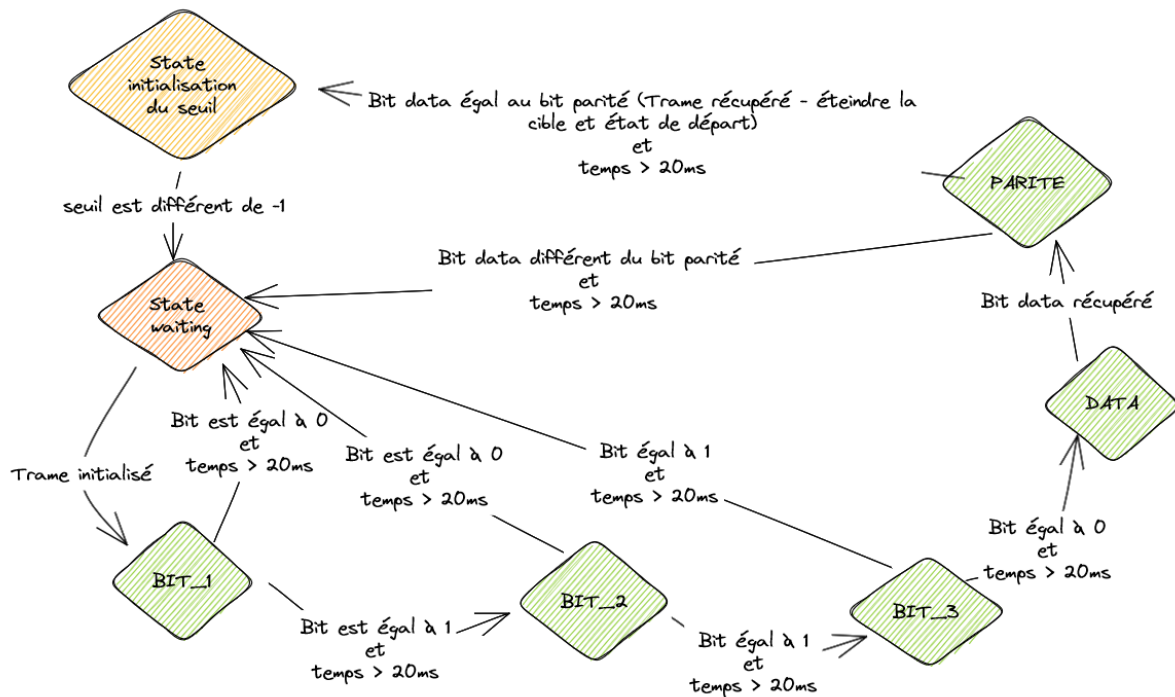 State
initialisation
du seuil
Bit data égal au bit parité (Trame récupéré - éteindre la
cible et état de départ)
et
temps > 20ms
PARITE
seuil est différent de -1
Bit data différent du bit parité
et
temps > 20ms
State
waiting
Bit data récupéré
DATA
Bit est égal à 0
et
temps > 20ms
Bit est égal à 0
et
temps > 20ms
Bit égal à 1
et
temps > 20ms
Trame initialisé
Bit égal à 0
et
temps > 20ms
BIT_1
BIT_2
BIT_3
Bit est égal à 1
et
temps > 20ms
Bit égal à 1
et
temps > 20ms